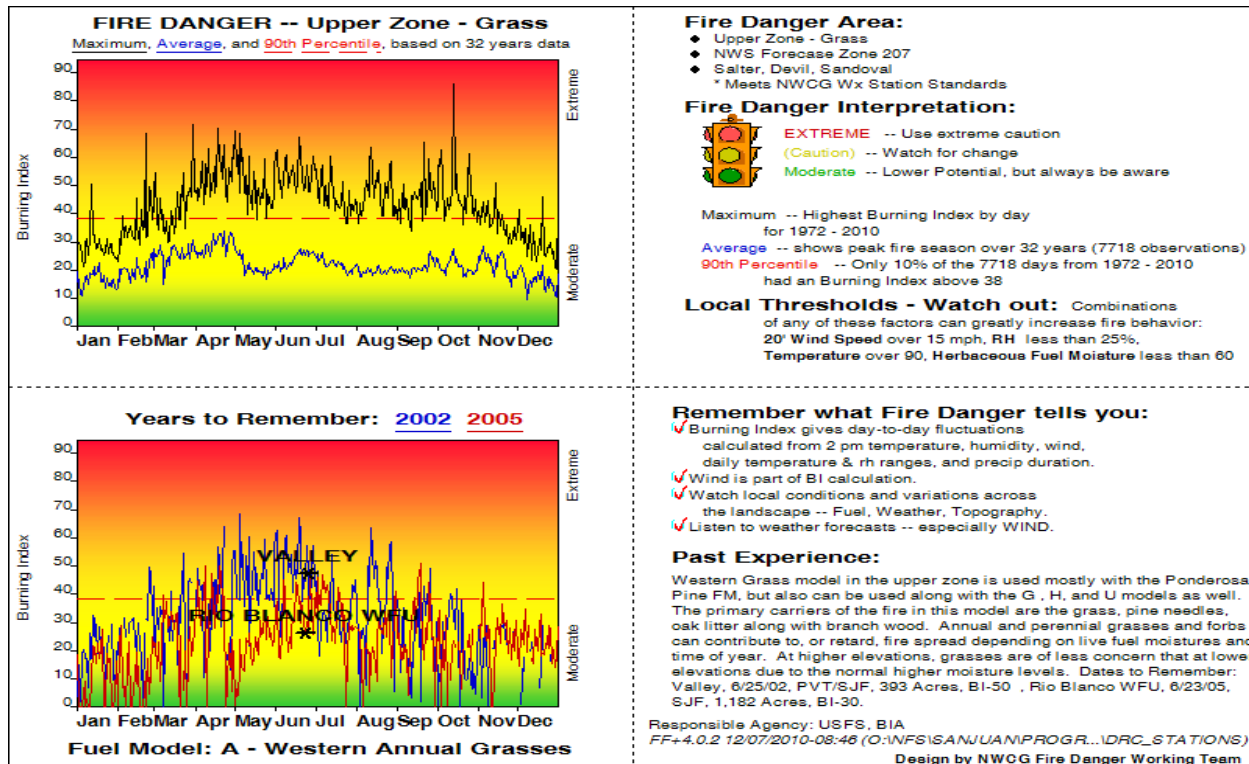 FIRE DANGER -- Upper Zone - Grass
Maximum, Average, and 90th Percentile, based on 32 years data
90
80
70
60
50
40
30
20
10
0
Burning Index
Extreme
Moderate
Jan Feb Mar Apr May Jun Jul Aug Sep Oct Nov Dec
Fire Danger Area:
Upper Zone - Grass
NWS Forecase Zone 207
Salter, Devil, Sandoval
* Meets NWCG Wx Station Standards
Fire Danger Interpretation:
EXTREME -- Use extreme caution
(Caution) -- Watch for change
Moderate -- Lower Potential, but always be aware
Maximum -- Highest Burning Index by day
for 1972 - 2010
Average -- shows peak fire season over 32 years (7718 observations)
90th Percentile -- Only 10% of the 7718 days from 1972 - 2010
had an Burning Index above 38
Local Thresholds - Watch out: Combinations
of any of these factors can greatly increase fire behavior:
20' Wind Speed over 15 mph, RH less than 25%,
Temperature over 90, Herbaceous Fuel Moisture less than 60
Years to Remember: 2002 2005
90
80
70
60
50
40
30
20
10
0
Burning Index
Extreme
Moderate
VALLEY
RIO BLANCO WFU
Jan Feb Mar Apr May Jun Jul Aug Sep Oct Nov Dec
Fuel Model: A - Western Annual Grasses
Remember what Fire Danger tells you:
Burning Index gives day-to-day fluctuations
calculated from 2 pm temperature, humidity, wind,
daily temperature & rh ranges, and precip duration.
Wind is part of BI calculation.
Watch local conditions and variations across
the landscape -- Fuel, Weather, Topography.
Listen to weather forecasts -- especially WIND.
Past Experience:
Western Grass model in the upper zone is used mostly with the Ponderosa
Pine FM, but also can be used along with the G , H, and U models as well.
The primary carriers of the fire in this model are the grass, pine needles,
oak litter along with branch wood. Annual and perennial grasses and forbs
can contribute to, or retard, fire spread depending on live fuel moistures and
time of year. At higher elevations, grasses are of less concern that at lowe
elevations due to the normal higher moisture levels. Dates to Remember:
Valley, 6/25/02, PVT/SJF, 393 Acres, BI-50 , Rio Blanco WFU, 6/23/05,
SJF, 1,182 Acres, BI-30.
Responsible Agency: USFS, BIA
FF+4.0.2 12/07/2010-08:46 (O:\NFS\SANJUAN\PROGR...\DRC_STATIONS)
Design by NWCG Fire Danger Working Team